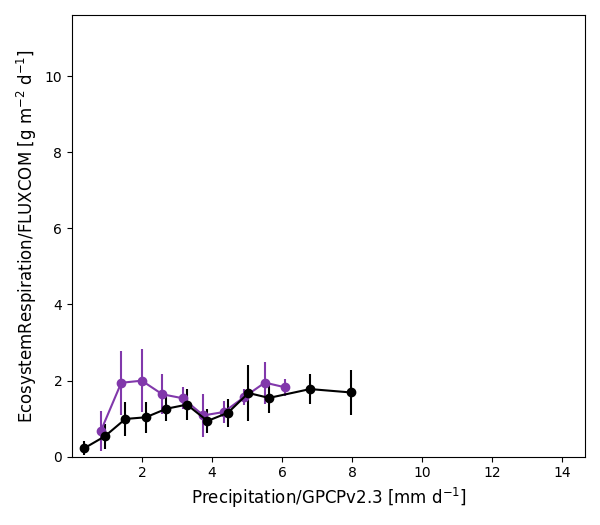 EcosystemRespiration/FLUXCOM [g m⁻² d⁻¹]
10
8
6
4
2
0
2 4 6 8 10 12 14
Precipitation/GPCPv2.3 [mm d⁻¹]